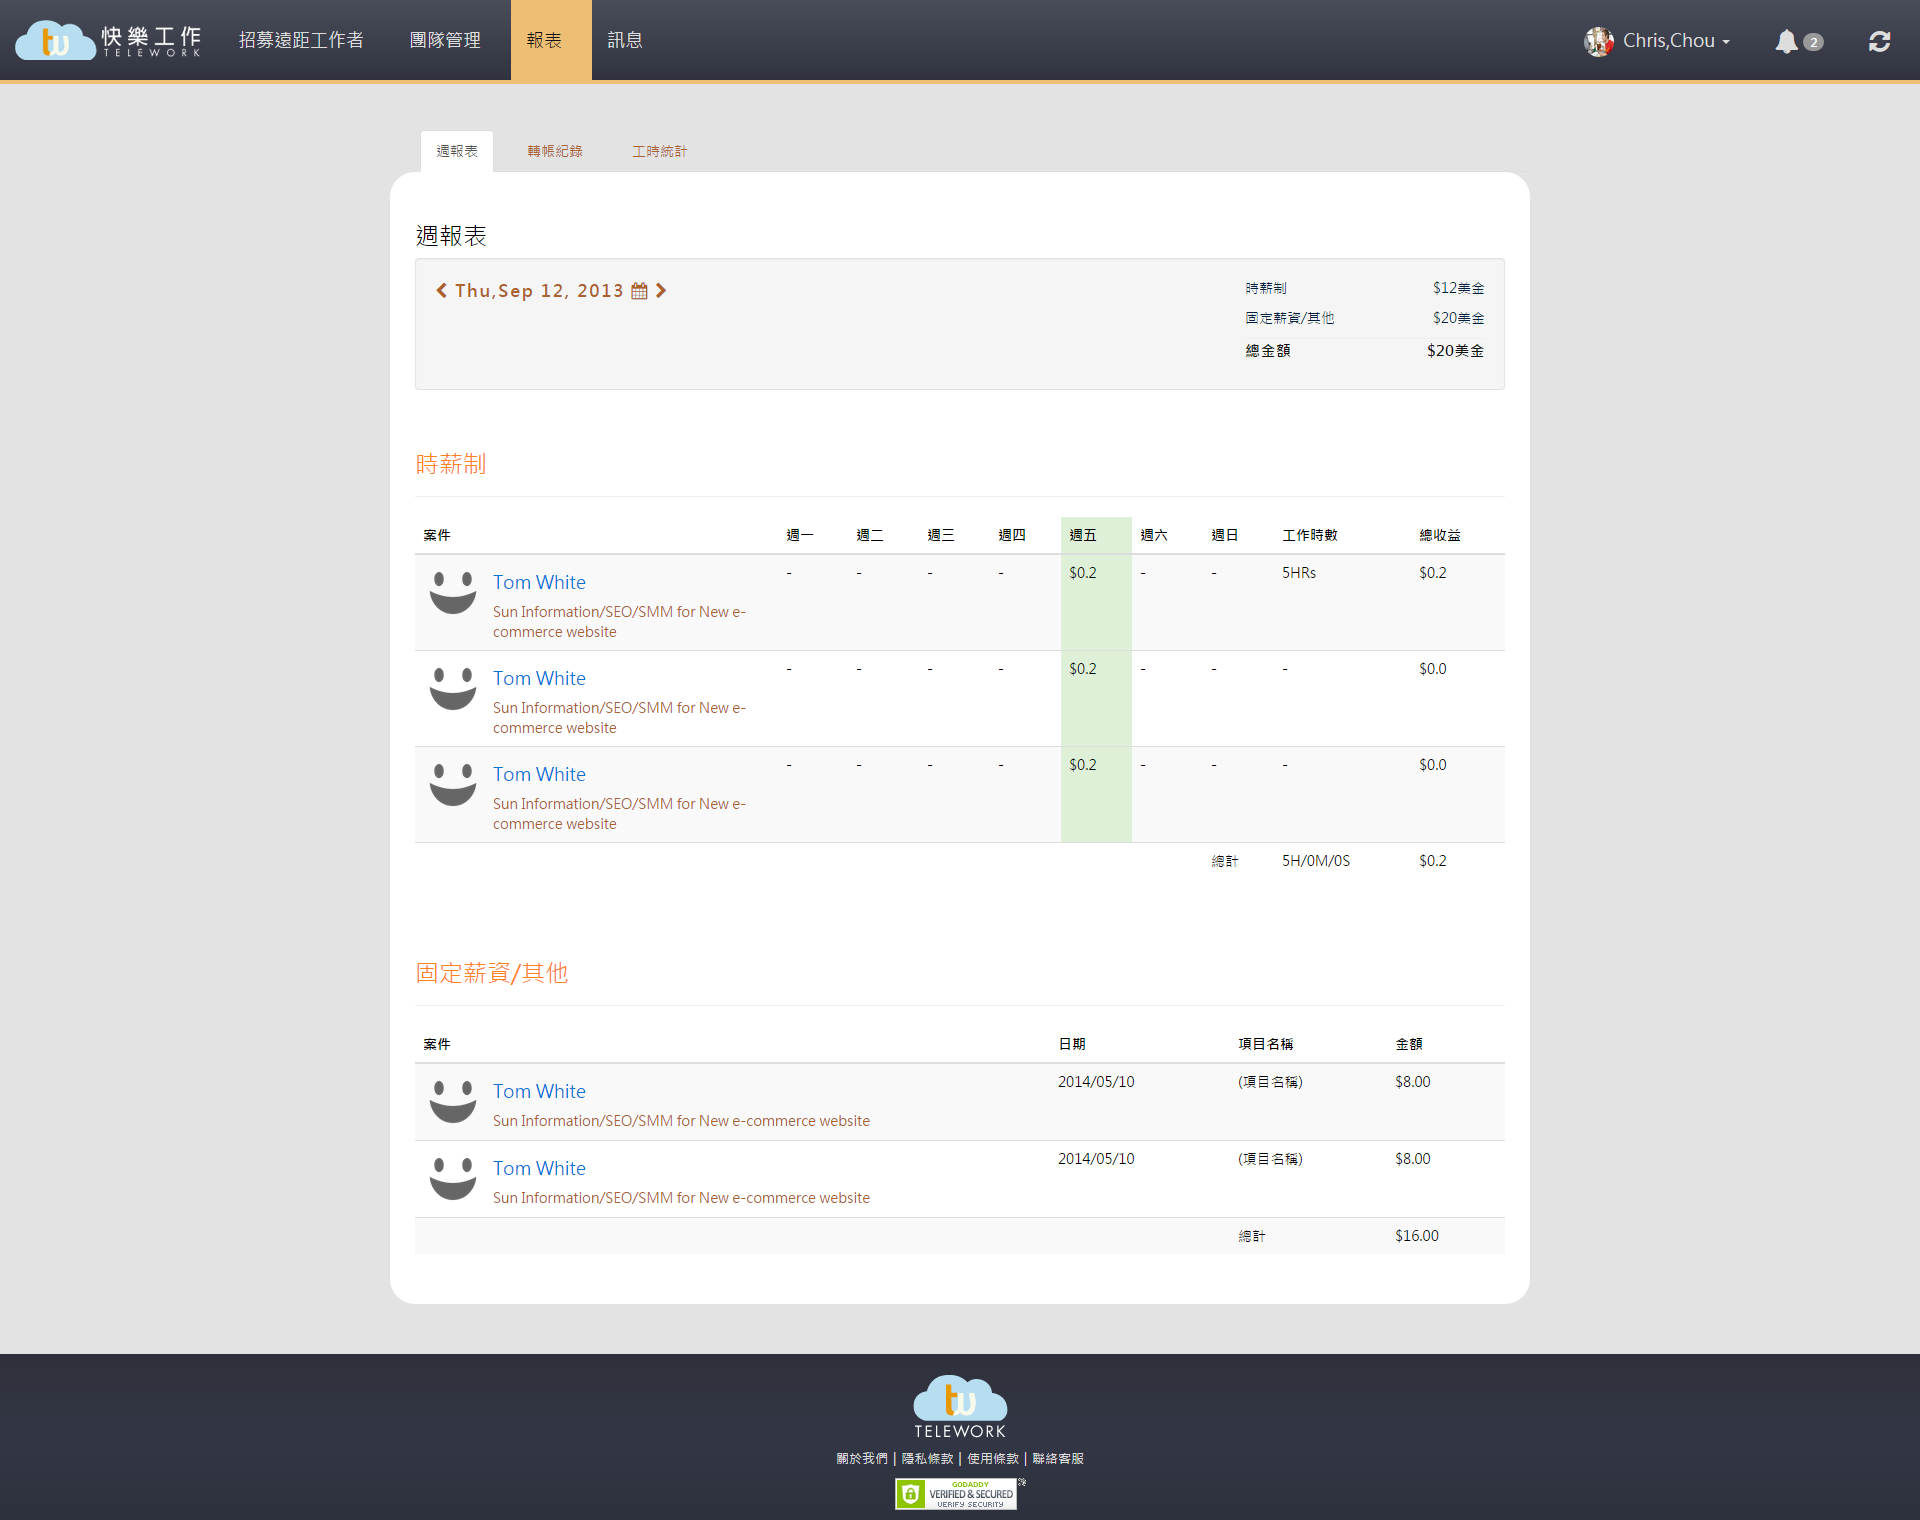 tw 快樂工作 TELEWORK 招募遠距工作者 團隊管理 報表 訊息 Chris,Chou 2
週報表 轉帳紀錄 工時統計
週報表
Thu,Sep 12, 2013
時薪制 $12美金
固定薪資/其他 $20美金
總金額 $20美金
時薪制
案件 週一 週二 週三 週四 週五 週六 週日 工作時數 總收益
Tom White - - - - $0.2 - - 5HRs $0.2
Sun Information/SEO/SMM for New e-
commerce website
Tom White - - - - $0.2 - - - $0.0
Sun Information/SEO/SMM for New e-
commerce website
Tom White - - - - $0.2 - - - $0.0
Sun Information/SEO/SMM for New e-
commerce website
總計 5H/0M/0S $0.2
固定薪資/其他
案件 日期 項目名稱 金額
Tom White 2014/05/10 (項目名稱) $8.00
Sun Information/SEO/SMM for New e-commerce website
Tom White 2014/05/10 (項目名稱) $8.00
Sun Information/SEO/SMM for New e-commerce website
總計 $16.00
tw
TELEWORK
關於我們 | 隱私條款 | 使用條款 | 聯絡客服
GODADDY
VERIFIED & SECURED
VERIFY SECURITY